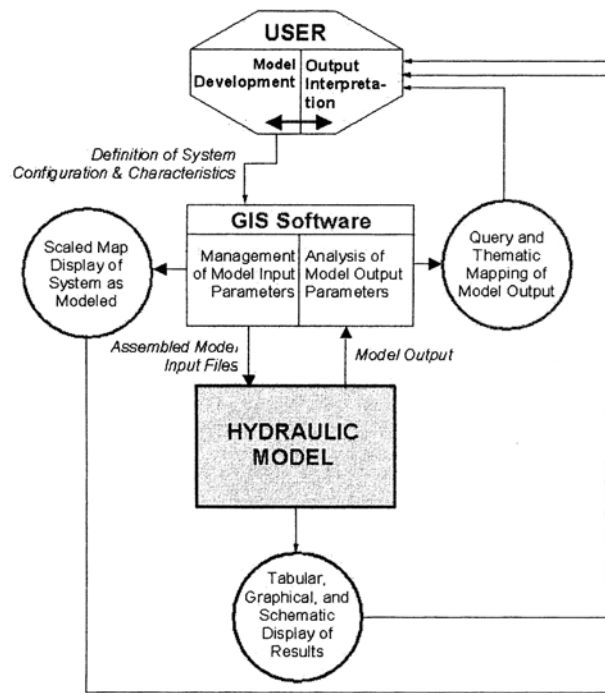 USER
Model
Development
Output
Interpreta-
tion
Definition of System
Configuration & Characteristics
GIS Software
Management
of Model Input
Parameters
Analysis of
Model Output
Parameters
Scaled Map
Display of
System as
Modeled
Query and
Thematic
Mapping of
Model Output
Assembled Model
Input Files
Model Output
HYDRAULIC
MODEL
Tabular,
Graphical, and
Schematic
Display of
Results